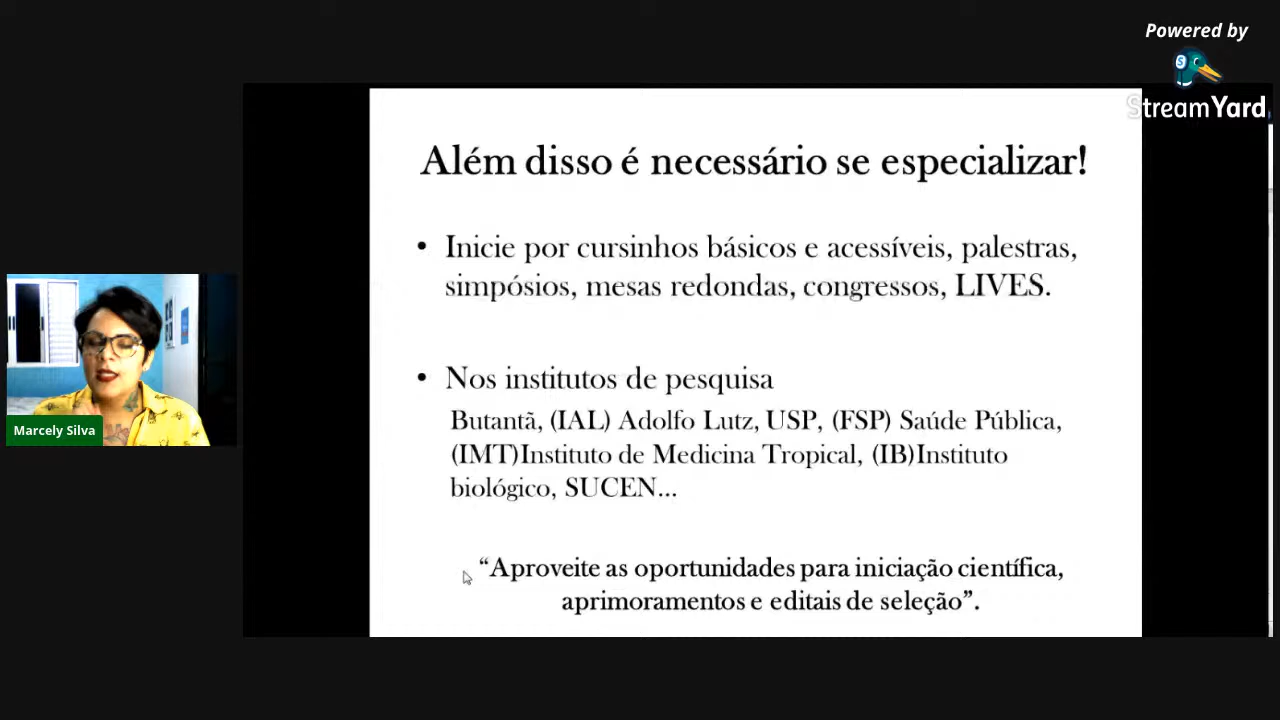 Powered by
StreamYard
Além disso é necessário se especializar!
• Inicie por cursinhos básicos e acessíveis, palestras,
simpósios, mesas redondas, congressos, LIVES.
• Nos institutos de pesquisa
Butantã, (IAL) Adolfo Lutz, USP, (FSP) Saúde Pública,
(IMT)Instituto de Medicina Tropical, (IB)Instituto
biológico, SUCEN...
“Aproveite as oportunidades para iniciação científica,
aprimoramentos e editais de seleção”.
Marcely Silva